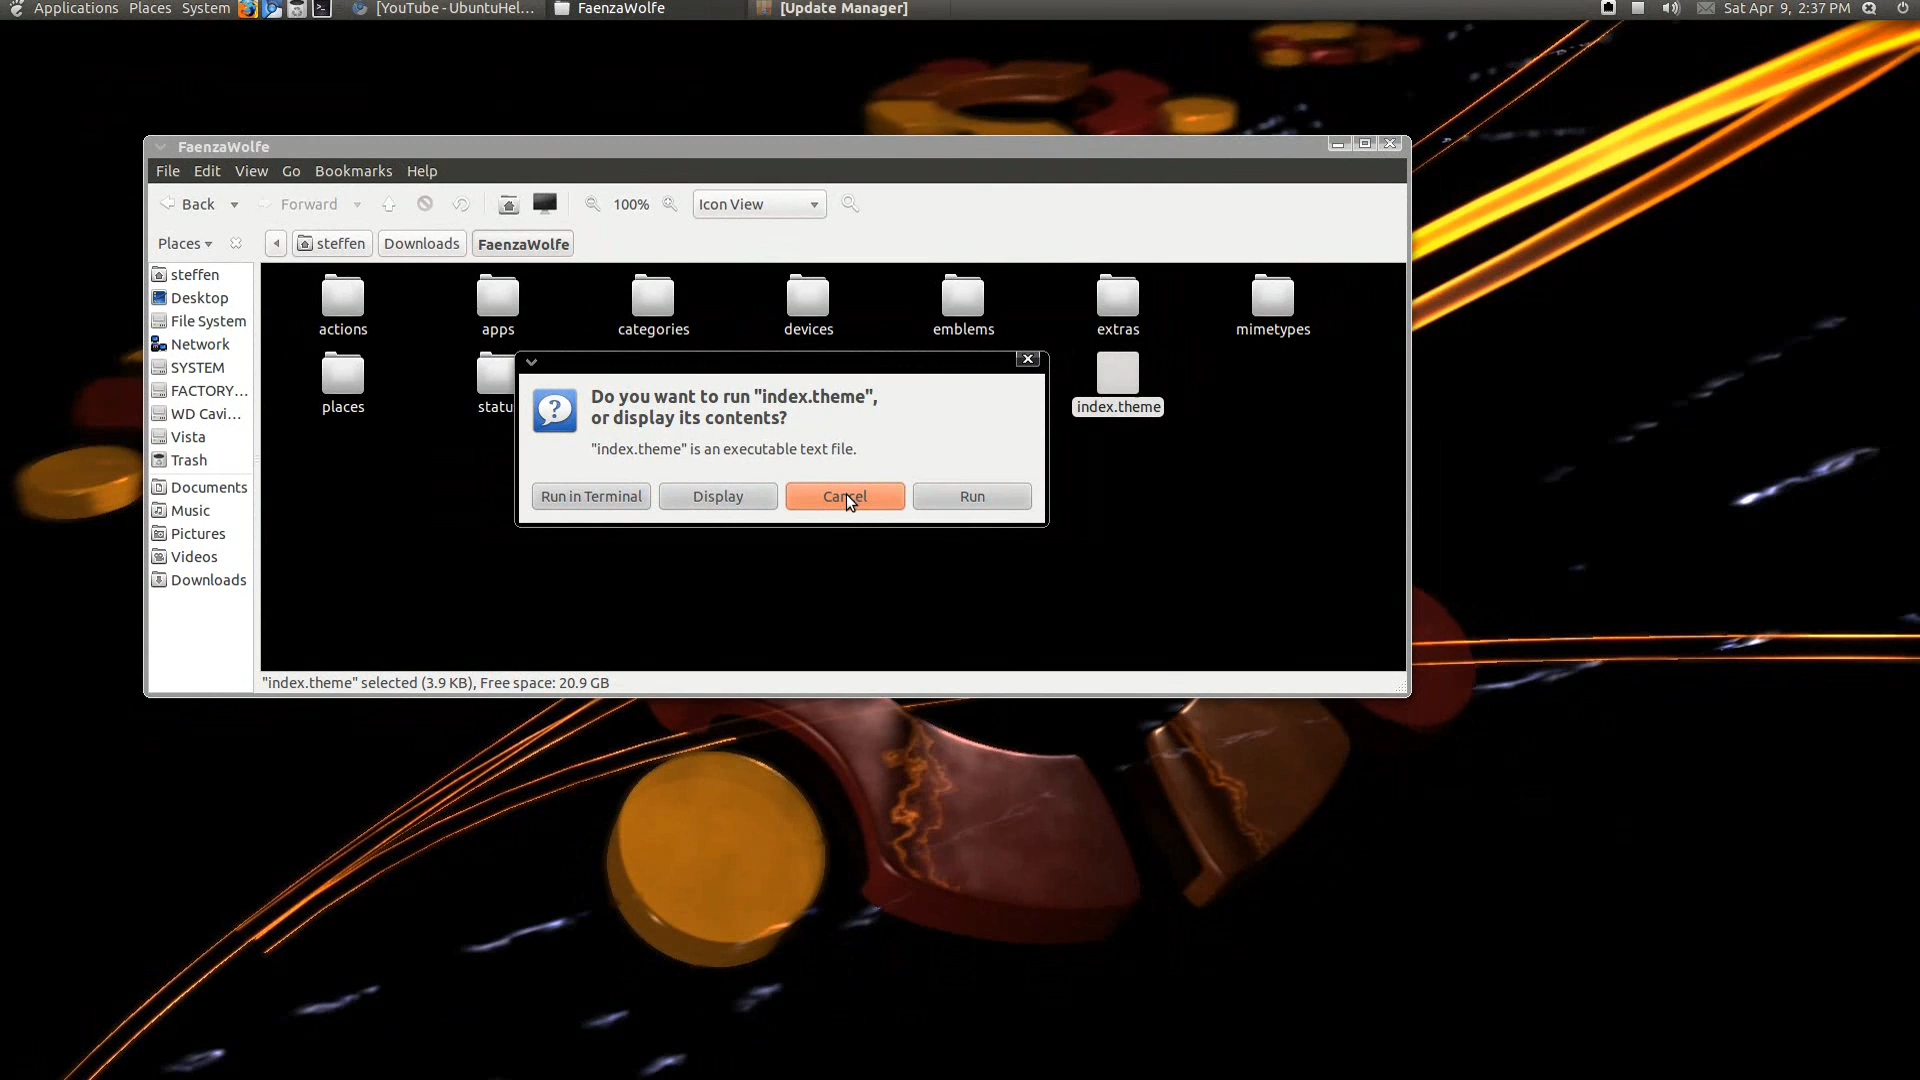 Applications Places System [YouTube - UbuntuHel... FaenzaWolfe [Update Manager] Sat Apr 9, 2:37 PM
FaenzaWolfe
File Edit View Go Bookmarks Help
Back Forward 100% Icon View
Places steffen Downloads FaenzaWolfe
steffen
Desktop
File System
Network
SYSTEM
FACTORY...
WD Cavi...
Vista
Trash
Documents
Music
Pictures
Videos
Downloads
actions apps categories devices emblems extras mimetypes
places statu index.theme
Do you want to run "index.theme",
or display its contents?
"index.theme" is an executable text file.
Run in Terminal Display Cancel Run
"index.theme" selected (3.9 KB), Free space: 20.9 GB